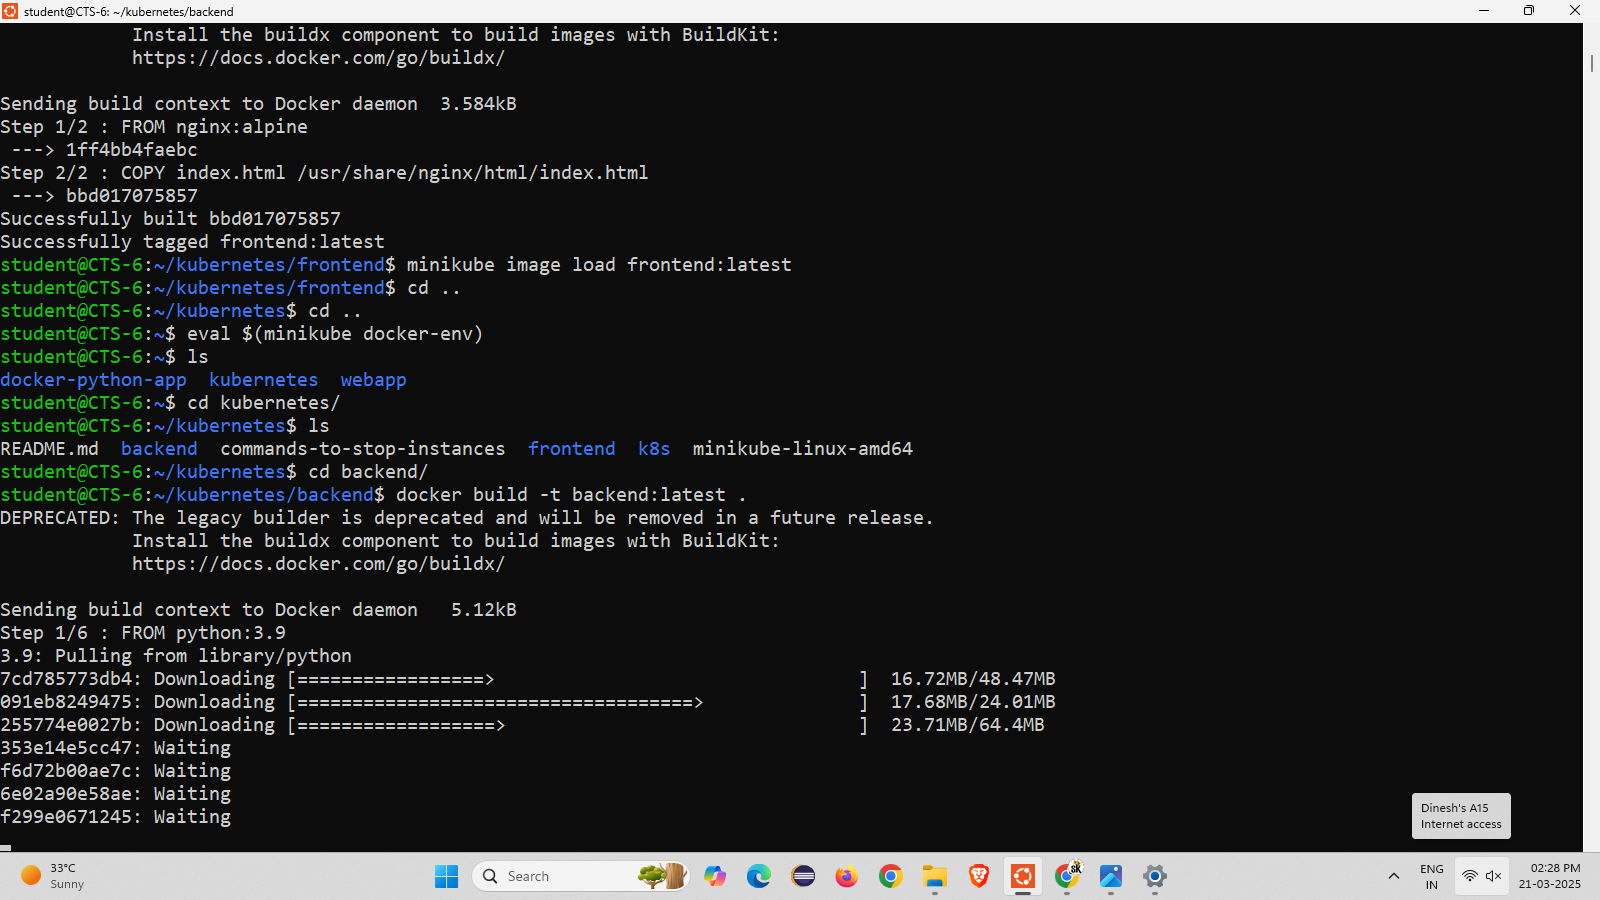 student@CTS-6: ~/kubernetes/backend
Install the buildx component to build images with BuildKit:
https://docs.docker.com/go/buildx/
Sending build context to Docker daemon  3.584kB
Step 1/2 : FROM nginx:alpine
 ---> 1ff4bb4faebc
Step 2/2 : COPY index.html /usr/share/nginx/html/index.html
 ---> bbd017075857
Successfully built bbd017075857
Successfully tagged frontend:latest
student@CTS-6:~/kubernetes/frontend$ minikube image load frontend:latest
student@CTS-6:~/kubernetes/frontend$ cd ..
student@CTS-6:~/kubernetes$ cd ..
student@CTS-6:~$ eval $(minikube docker-env)
student@CTS-6:~$ ls
docker-python-app  kubernetes  webapp
student@CTS-6:~$ cd kubernetes/
student@CTS-6:~/kubernetes$ ls
README.md  backend  commands-to-stop-instances  frontend  k8s  minikube-linux-amd64
student@CTS-6:~/kubernetes$ cd backend/
student@CTS-6:~/kubernetes/backend$ docker build -t backend:latest .
DEPRECATED: The legacy builder is deprecated and will be removed in a future release.
Install the buildx component to build images with BuildKit:
https://docs.docker.com/go/buildx/
Sending build context to Docker daemon   5.12kB
Step 1/6 : FROM python:3.9
3.9: Pulling from library/python
7cd785773db4: Downloading [=================>                                 ]  16.72MB/48.47MB
091eb8249475: Downloading [====================================>              ]  17.68MB/24.01MB
255774e0027b: Downloading [==================>                                ]  23.71MB/64.4MB
353e14e5cc47: Waiting
f6d72b00ae7c: Waiting
6e02a90e58ae: Waiting
f299e0671245: Waiting
Dinesh's A15
Internet access
33°C
Sunny
Search
SK
ENG
IN
02:28 PM
21-03-2025